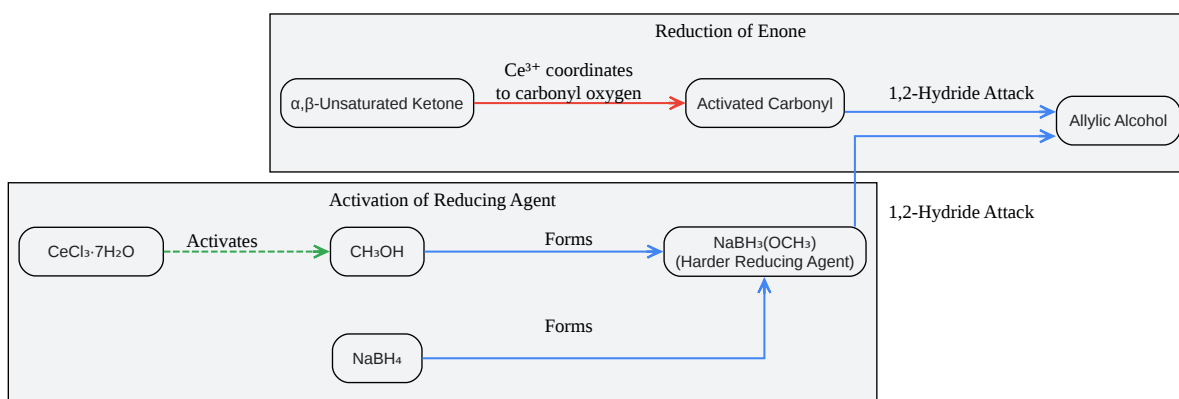 Reduction of Enone
α,β-Unsaturated Ketone
Ce³⁺ coordinates
to carbonyl oxygen
Activated Carbonyl
1,2-Hydride Attack
Allylic Alcohol
Activation of Reducing Agent
1,2-Hydride Attack
CeCl₃·7H₂O
Activates
CH₃OH
Forms
NaBH₃(OCH₃)
(Harder Reducing Agent)
Forms
NaBH₄